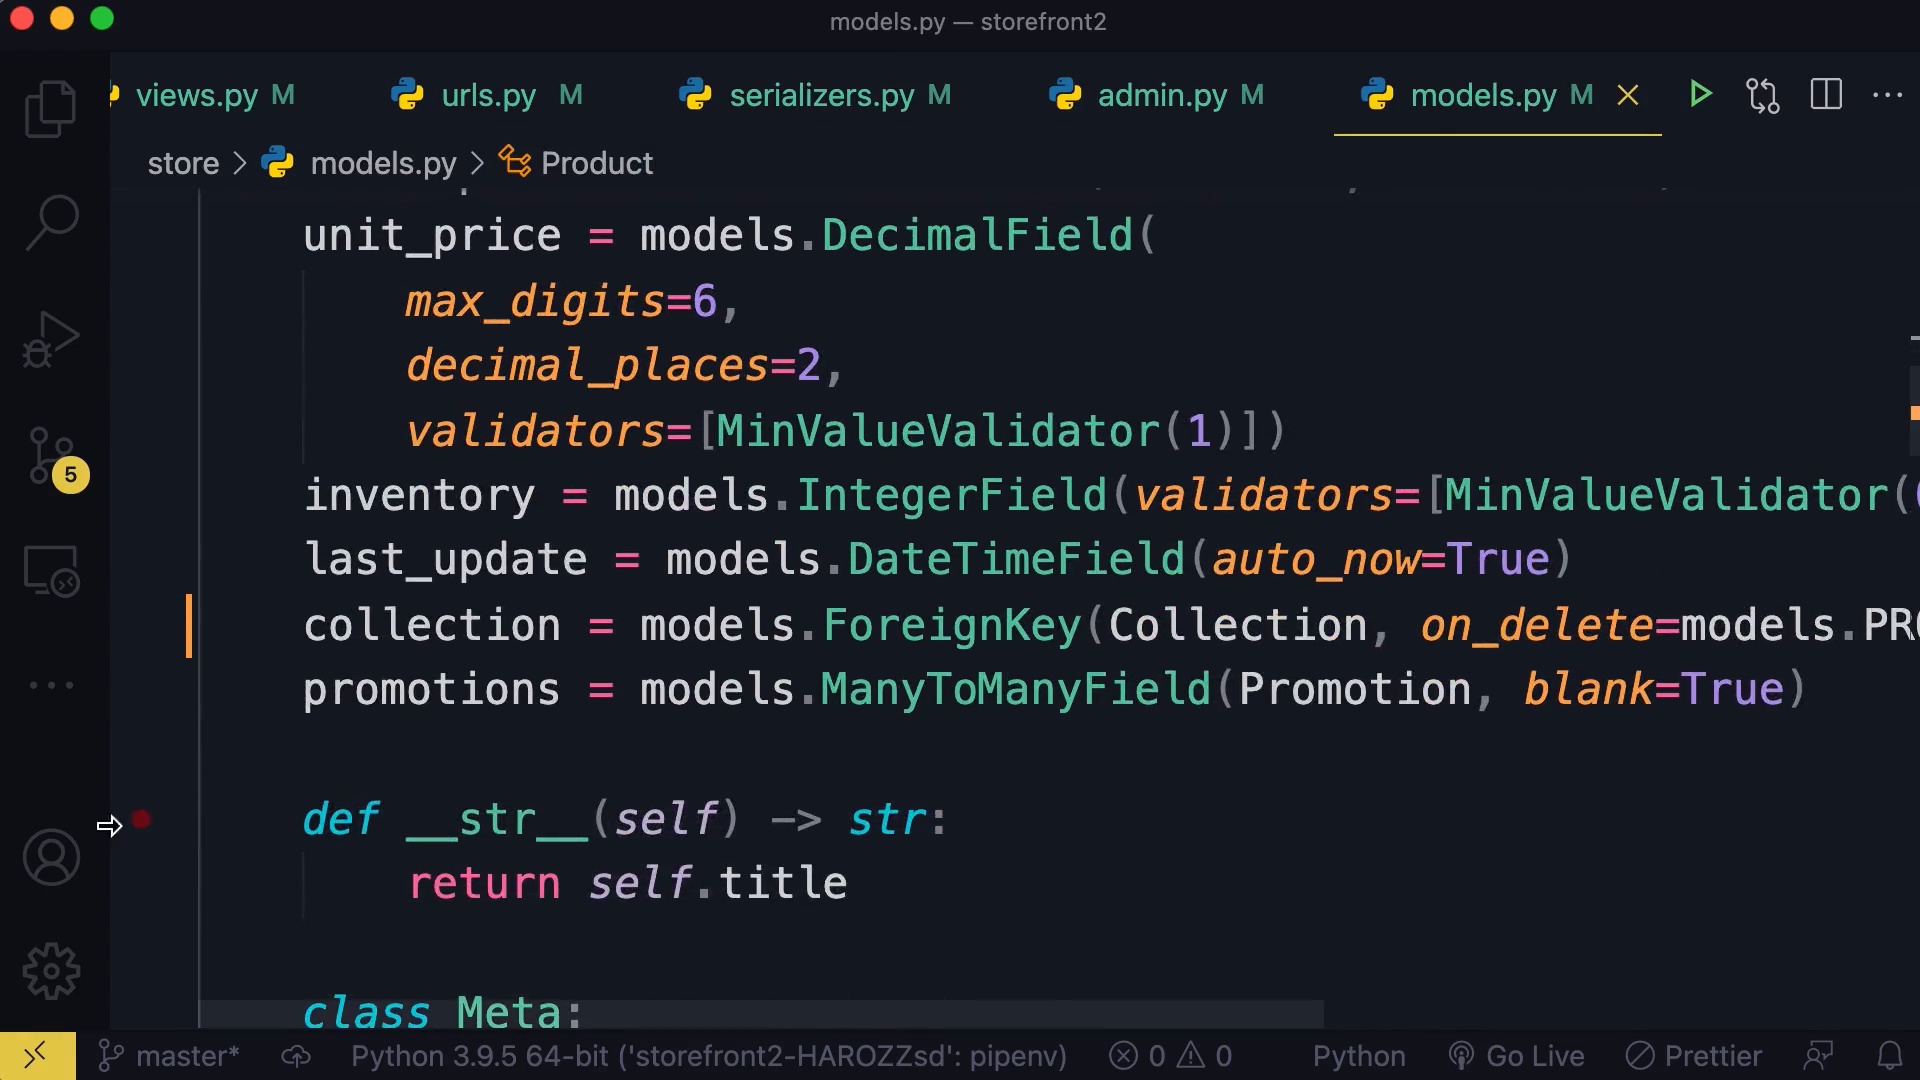 models.py — storefront2
views.py M urls.py M serializers.py M admin.py M models.py M
store > models.py > Product
unit_price = models.DecimalField(
max_digits=6,
decimal_places=2,
validators=[MinValueValidator(1)])
inventory = models.IntegerField(validators=[MinValueValidator(
last_update = models.DateTimeField(auto_now=True)
collection = models.ForeignKey(Collection, on_delete=models.PR
promotions = models.ManyToManyField(Promotion, blank=True)
def __str__(self) -> str:
return self.title
class Meta:
5
master* Python 3.9.5 64-bit ('storefront2-HAROZZsd': pipenv) 0 0 Python Go Live Prettier